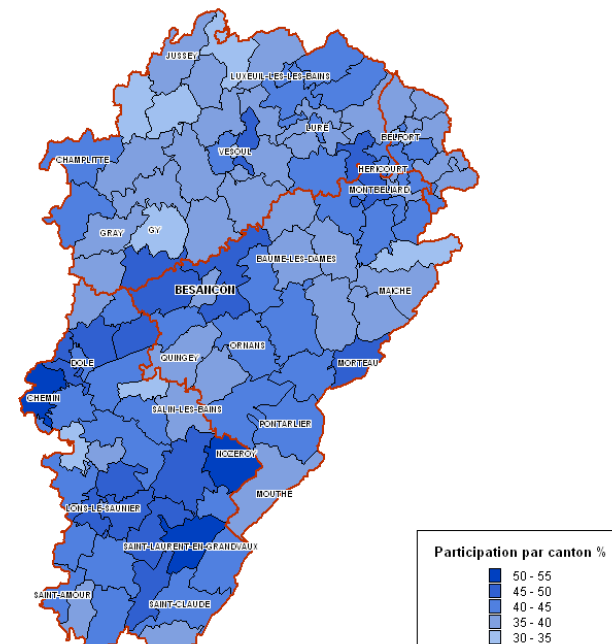 JUSSEY
LUXEUIL-LES-LES-BAINS
LURE
BELFORT
CHAMPLITTE
VESOUL
HERICOURT
MONTBELIARD
GRAY
GY
BAUME-LES-DAMES
BESANCON
MAICHE
ORNANS
QUINGEY
DOLE
MORTEAU
CHEMIN
SALIN-LES-BAINS
PONTARLIER
NOZEROY
MOUTHE
LONS-LE-SAUNIER
SAINT-LAURENT-EN-GRANDVAUX
SAINT-AMOUR
SAINT-CLAUDE
Participation par canton %
50 - 55
45 - 50
40 - 45
35 - 40
30 - 35